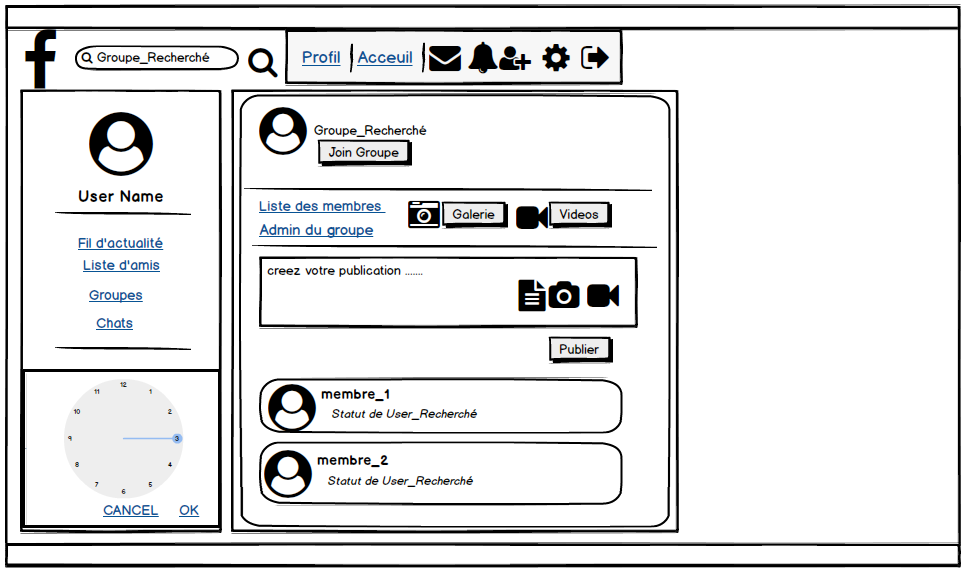 f
Groupe_Recherché
Profil
Acceuil
User Name
Fil d'actualité
Liste d'amis
Groupes
Chats
12
11
1
10
2
9
3
8
4
7
5
6
CANCEL
OK
Groupe_Recherché
Join Groupe
Liste des membres
Galerie
Videos
Admin du groupe
creez votre publication .......
Publier
membre_1
Statut de User_Recherché
membre_2
Statut de User_Recherché